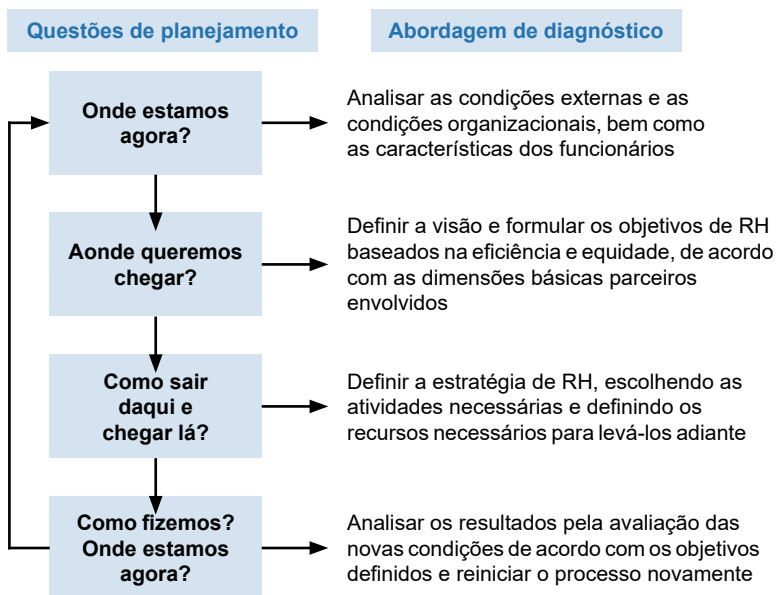 Questões de planejamento
Abordagem de diagnóstico
Onde estamos
agora?
Analisar as condições externas e as
condições organizacionais, bem como
as características dos funcionários
Aonde queremos
chegar?
Definir a visão e formular os objetivos de RH
baseados na eficiência e equidade, de acordo
com as dimensões básicas parceiros
envolvidos
Como sair
daqui e
chegar lá?
Definir a estratégia de RH, escolhendo as
atividades necessárias e definindo os
recursos necessários para levá-los adiante
Como fizemos?
Onde estamos
agora?
Analisar os resultados pela avaliação das
novas condições de acordo com os objetivos
definidos e reiniciar o processo novamente